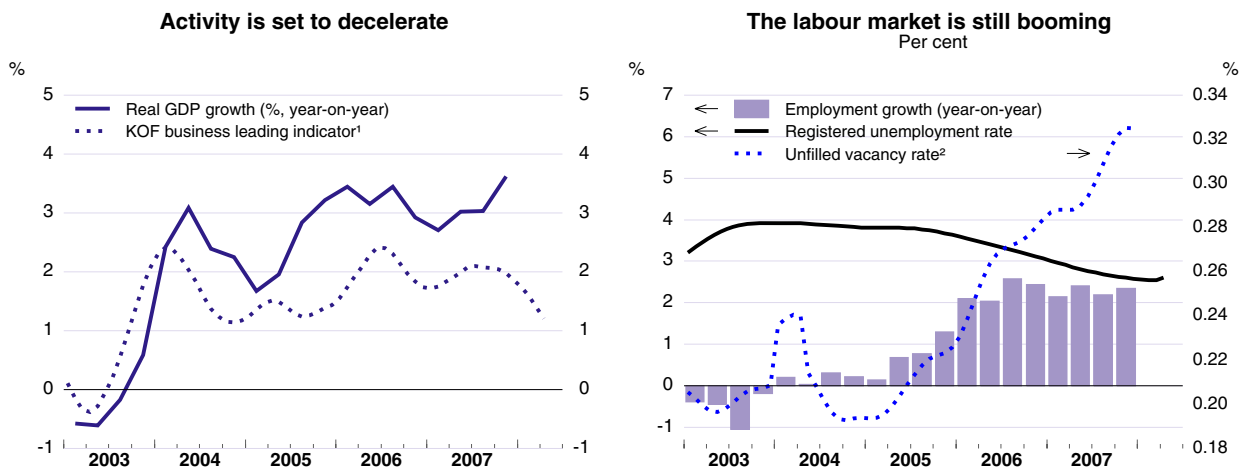 Activity is set to decelerate
%
5 5
Real GDP growth (%, year-on-year)
KOF business leading indicator¹
4 4
3 3
2 2
1 1
0 0
-1 -1
2003 2004 2005 2006 2007
The labour market is still booming
Per cent
% %
7 0.34
Employment growth (year-on-year)
Registered unemployment rate
6 0.32
Unfilled vacancy rate²
5 0.30
4 0.28
3 0.26
2 0.24
1 0.22
0 0.20
-1 0.18
2003 2004 2005 2006 2007